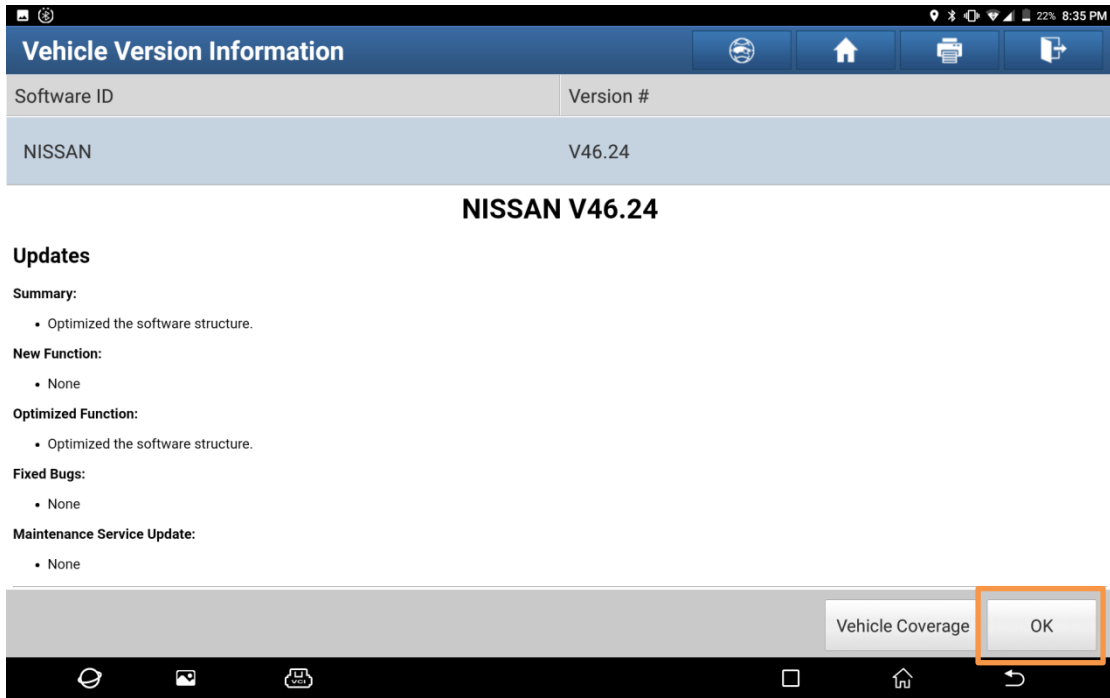 22% 8:35 PM
Vehicle Version Information
Software ID Version #
NISSAN V46.24
NISSAN V46.24
Updates
Summary:
• Optimized the software structure.
New Function:
• None
Optimized Function:
• Optimized the software structure.
Fixed Bugs:
• None
Maintenance Service Update:
• None
Vehicle Coverage OK
VCI